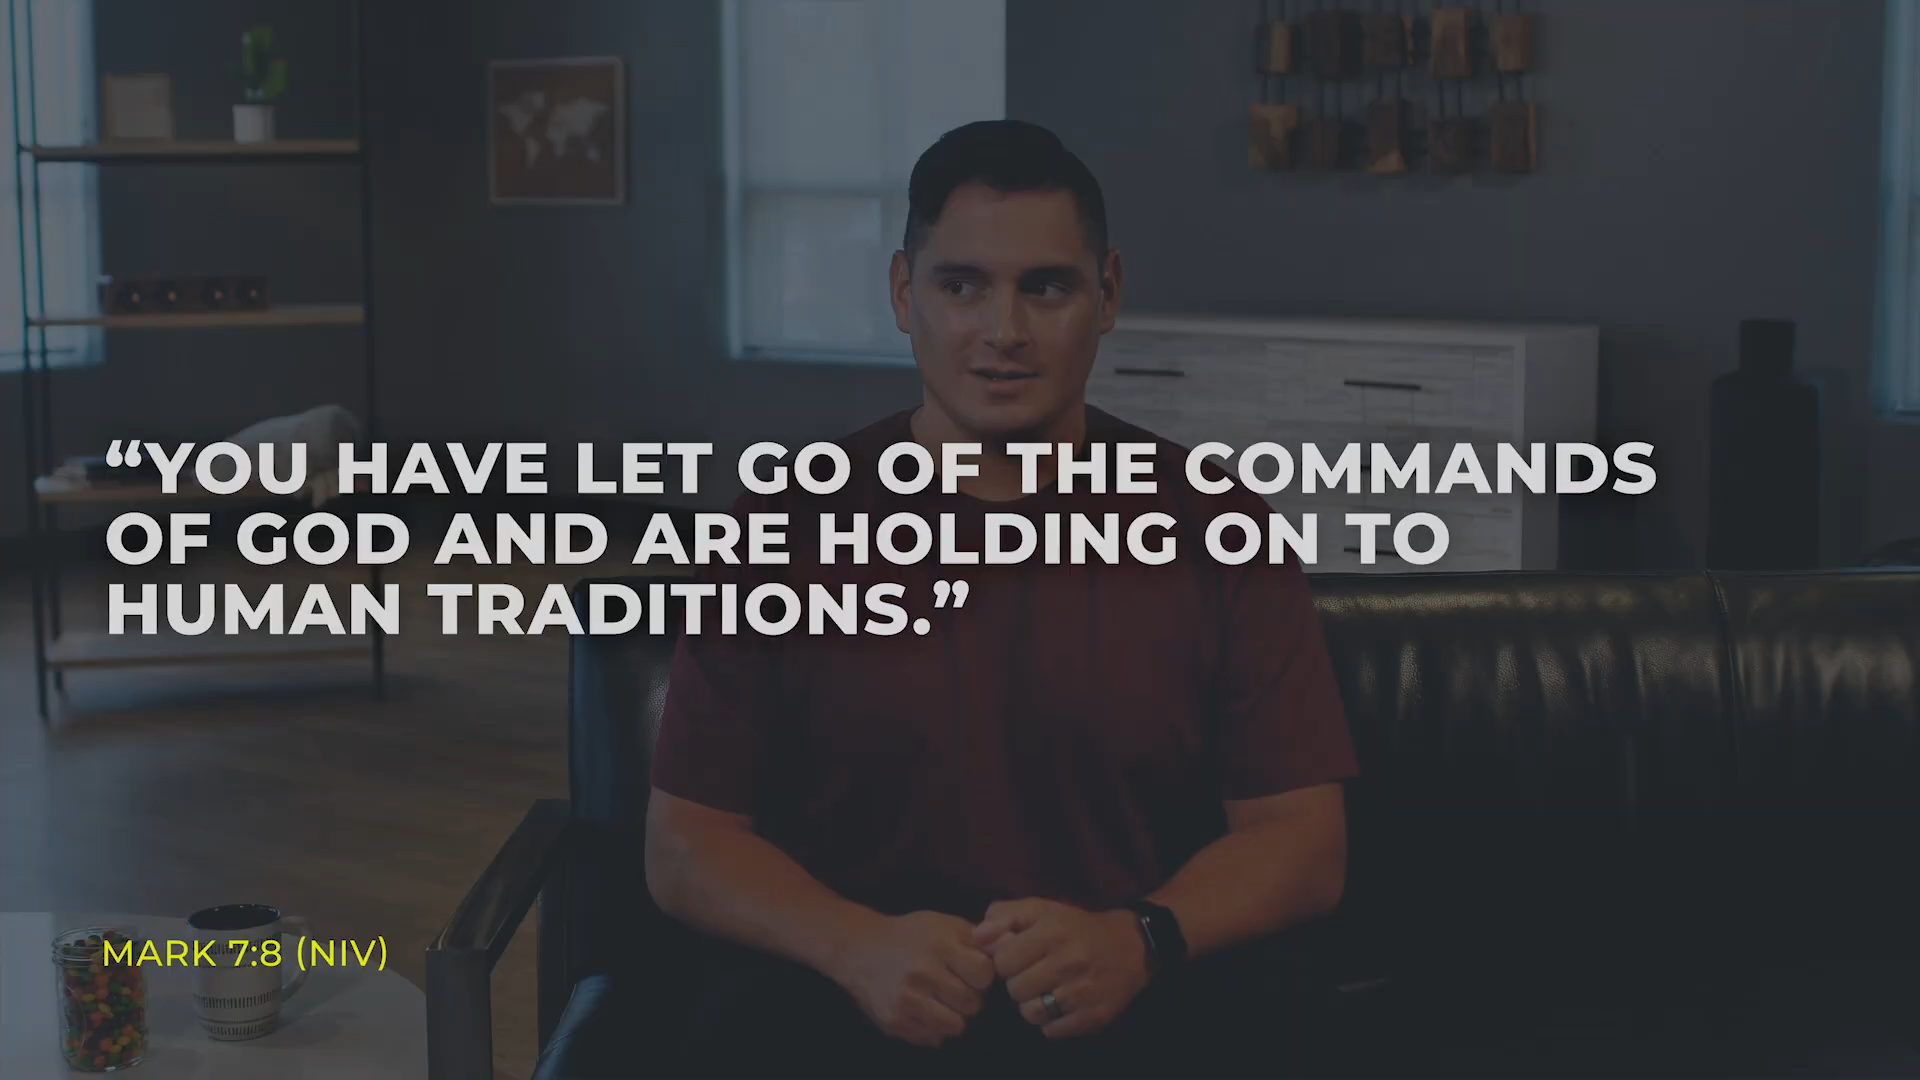 “YOU HAVE LET GO OF THE COMMANDS
OF GOD AND ARE HOLDING ON TO
HUMAN TRADITIONS.”
MARK 7:8 (NIV)